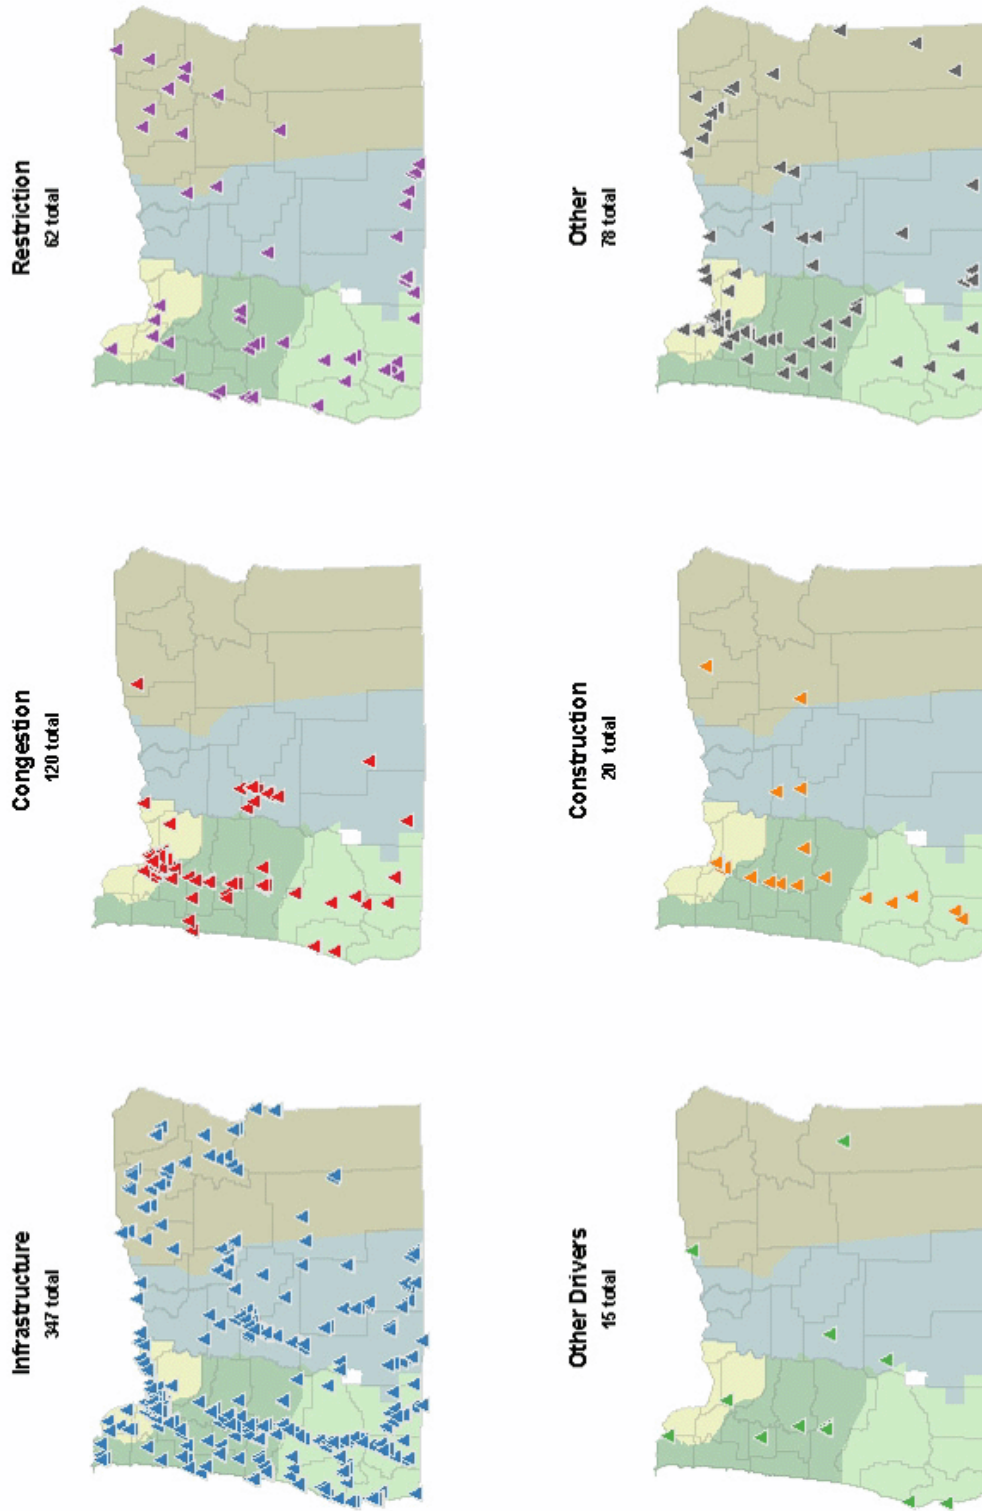 Infrastructure
347 total
Congestion
120 total
Restriction
62 total
Other Drivers
15 total
Construction
20 total
Other
78 total